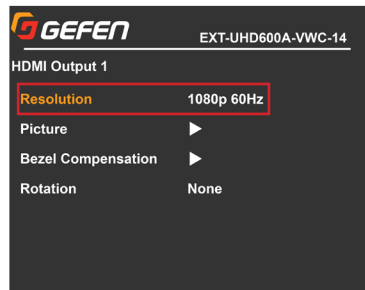 GEFEN
EXT-UHD600A-VWC-14
HDMI Output 1
Resolution 1080p 60Hz
Picture ▶
Bezel Compensation ▶
Rotation None